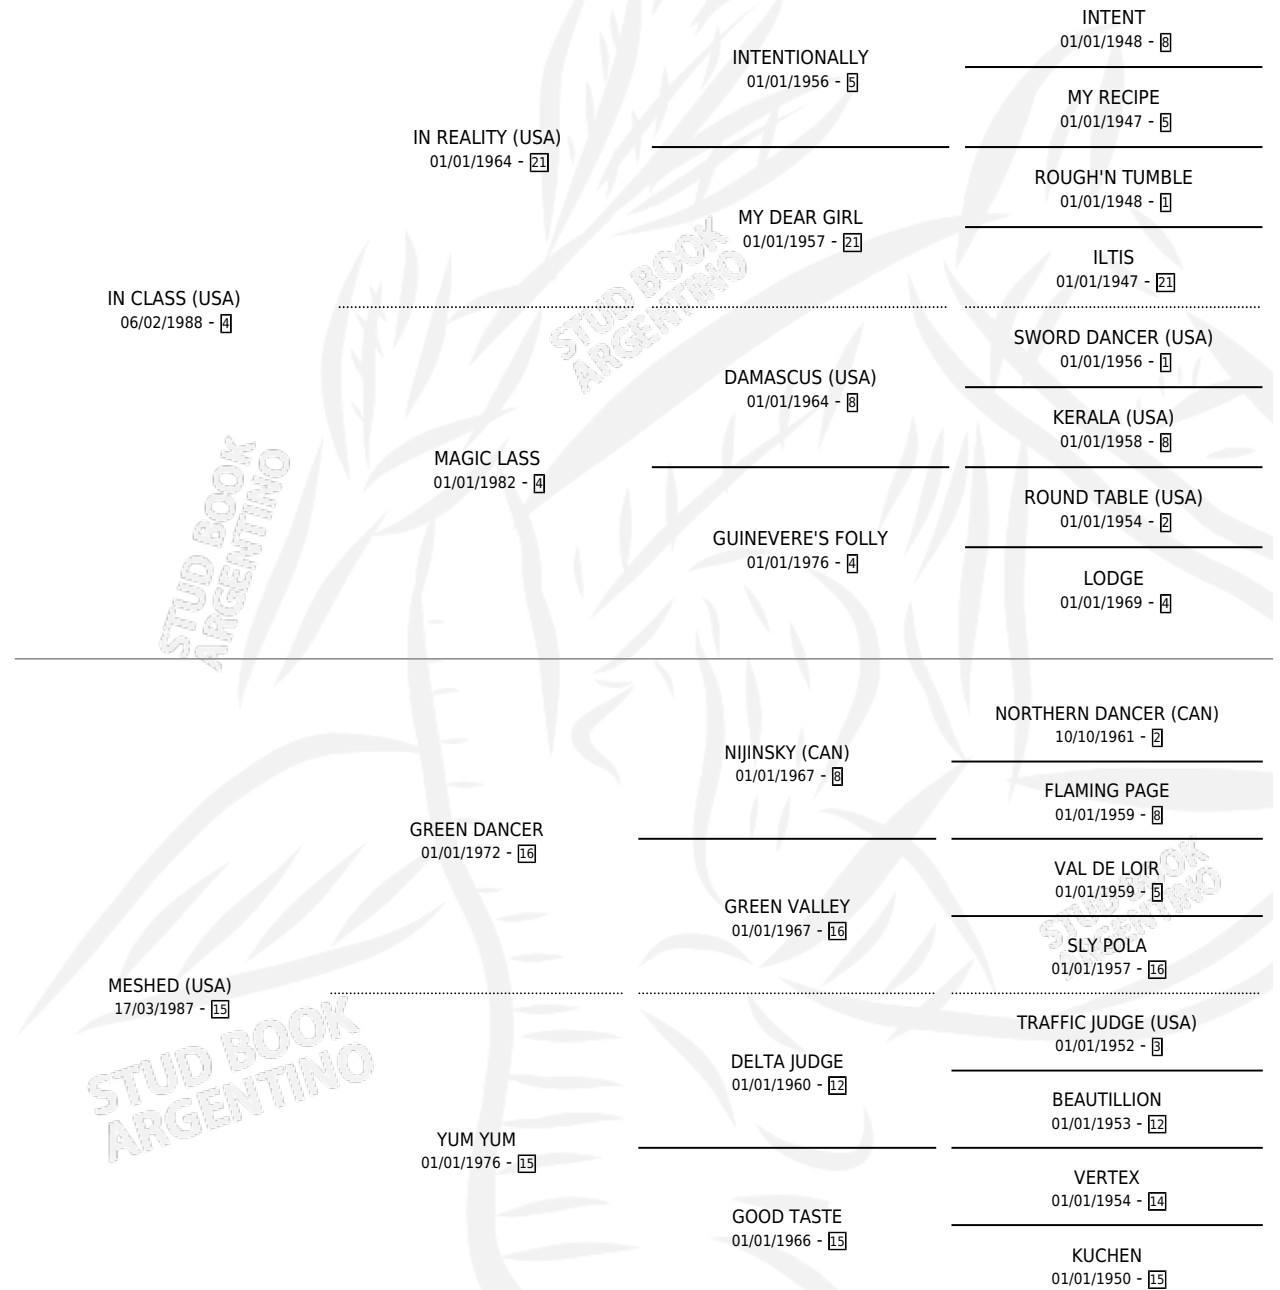 INTENT
01/01/1948 - 8
INTENTIONALLY
01/01/1956 - 5
MY RECIPE
01/01/1947 - 5
IN REALITY (USA)
01/01/1964 - 21
ROUGH'N TUMBLE
01/01/1948 - 1
MY DEAR GIRL
01/01/1957 - 21
ILTIS
01/01/1947 - 21
IN CLASS (USA)
06/02/1988 - 4
SWORD DANCER (USA)
01/01/1956 - 1
DAMASCUS (USA)
01/01/1964 - 8
KERALA (USA)
01/01/1958 - 8
MAGIC LASS
01/01/1982 - 4
ROUND TABLE (USA)
01/01/1954 - 2
GUINEVERE'S FOLLY
01/01/1976 - 4
LODGE
01/01/1969 - 4
NORTHERN DANCER (CAN)
10/10/1961 - 2
NIJINSKY (CAN)
01/01/1967 - 8
FLAMING PAGE
01/01/1959 - 8
GREEN DANCER
01/01/1972 - 16
VAL DE LOIR
01/01/1959 - 5
GREEN VALLEY
01/01/1967 - 16
SLY POLA
01/01/1957 - 16
MESHED (USA)
17/03/1987 - 15
TRAFFIC JUDGE (USA)
01/01/1952 - 3
DELTA JUDGE
01/01/1960 - 12
BEAUTILLION
01/01/1953 - 12
YUM YUM
01/01/1976 - 15
VERTEX
01/01/1954 - 14
GOOD TASTE
01/01/1966 - 15
KUCHEN
01/01/1950 - 15
STUD BOOK
ARGENTINO
STUD BOOK
ARGENTINO
STUD BOOK
ARGENTINO
STUD BOOK
ARGENTINO